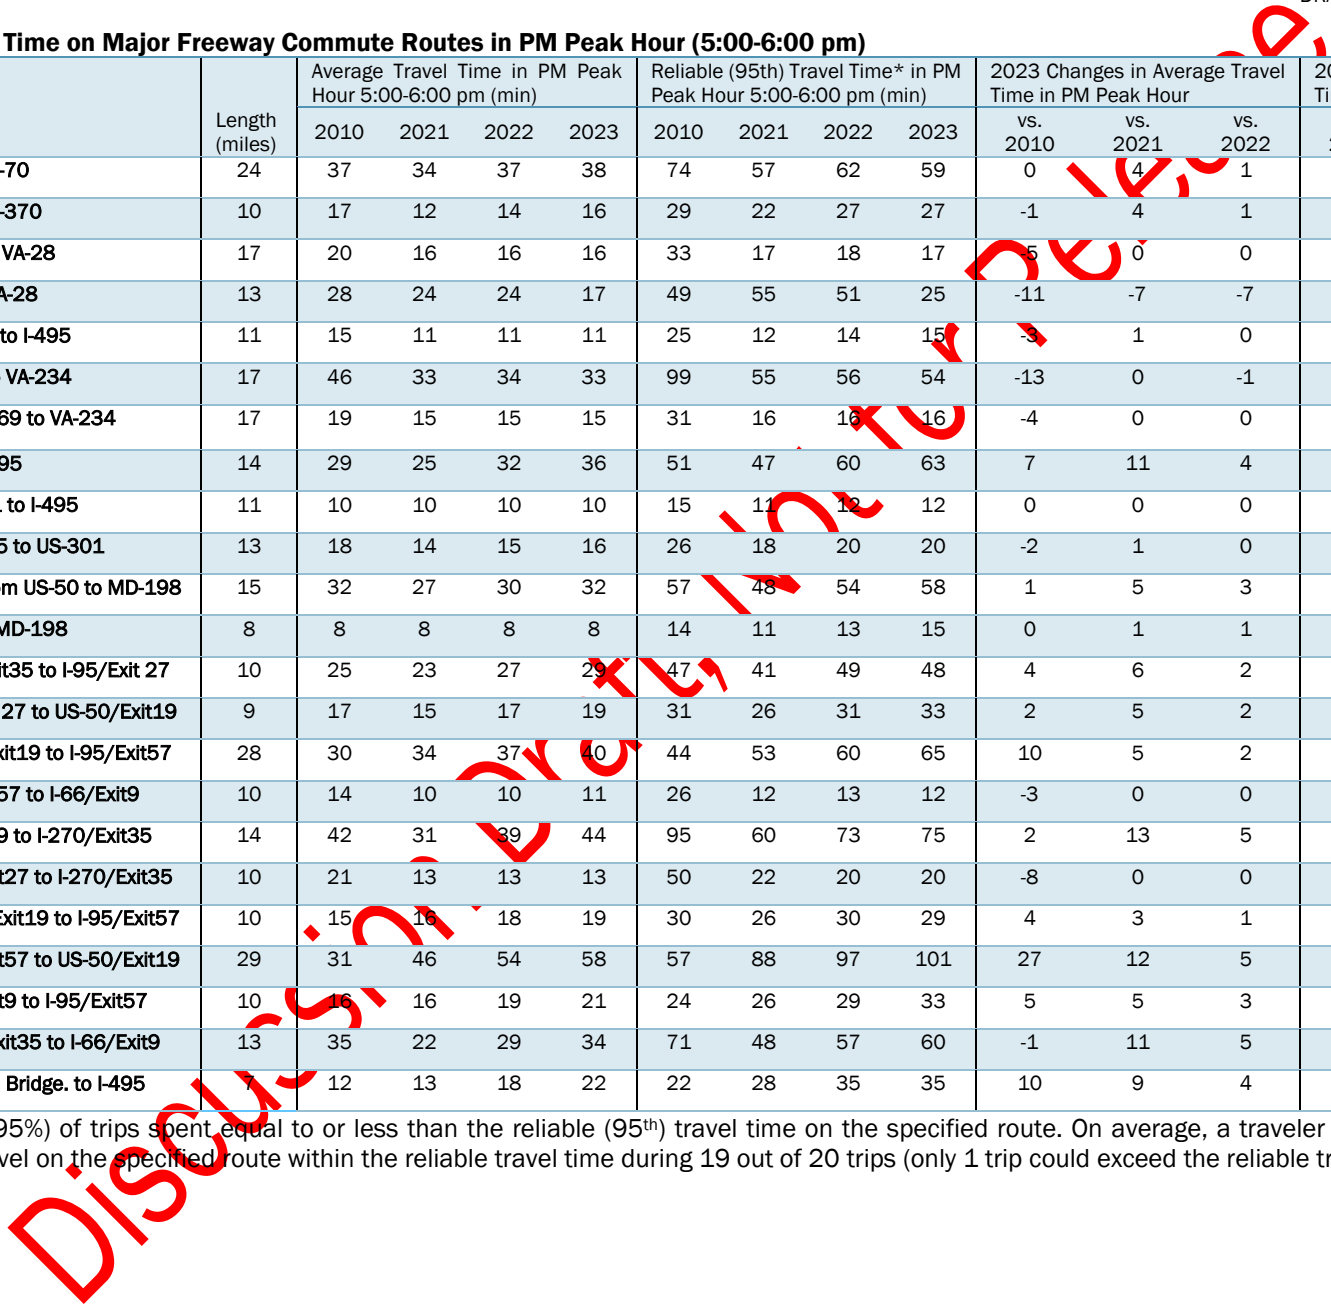 Time on Major Freeway Commute Routes in PM Peak Hour (5:00-6:00 pm)
Average Travel Time in PM Peak Hour 5:00-6:00 pm (min) Reliable (95th) Travel Time* in PM Peak Hour 5:00-6:00 pm (min) 2023 Changes in Average Travel Time in PM Peak Hour
Length (miles) 2010 2021 2022 2023 2010 2021 2022 2023 vs. 2010 vs. 2021 vs. 2022
-70 24 37 34 37 38 74 57 62 59 0 4 1
-370 10 17 12 14 16 29 22 27 27 -1 4 1
VA-28 17 20 16 16 16 33 17 18 17 -5 0 0
A-28 13 28 24 24 17 49 55 51 25 -11 -7 -7
to I-495 11 15 11 11 11 25 12 14 15 -3 1 0
VA-234 17 46 33 34 33 99 55 56 54 -13 0 -1
69 to VA-234 17 19 15 15 15 31 16 16 16 -4 0 0
95 14 29 25 32 36 51 47 60 63 7 11 4
to I-495 11 10 10 10 10 15 11 12 12 0 0 0
5 to US-301 13 18 14 15 16 26 18 20 20 -2 1 0
m US-50 to MD-198 15 32 27 30 32 57 48 54 58 1 5 3
MD-198 8 8 8 8 8 14 11 13 15 0 1 1
it35 to I-95/Exit 27 10 25 23 27 29 47 41 49 48 4 6 2
27 to US-50/Exit19 9 17 15 17 19 31 26 31 33 2 5 2
xit19 to I-95/Exit57 28 30 34 37 40 44 53 60 65 10 5 2
57 to I-66/Exit9 10 14 10 10 11 26 12 13 12 -3 0 0
9 to I-270/Exit35 14 42 31 39 44 95 60 73 75 2 13 5
t27 to I-270/Exit35 10 21 13 13 13 50 22 20 20 -8 0 0
Exit19 to I-95/Exit57 10 15 16 18 19 30 26 30 29 4 3 1
t57 to US-50/Exit19 29 31 46 54 58 57 88 97 101 27 12 5
t9 to I-95/Exit57 10 16 16 19 21 24 26 29 33 5 5 3
xit35 to I-66/Exit9 13 35 22 29 34 71 48 57 60 -1 11 5
Bridge. to I-495 7 12 13 18 22 22 28 35 35 10 9 4
95%) of trips spent equal to or less than the reliable (95th) travel time on the specified route. On average, a traveler
vel on the specified route within the reliable travel time during 19 out of 20 trips (only 1 trip could exceed the reliable tr
Discussion Draft, Not for Release